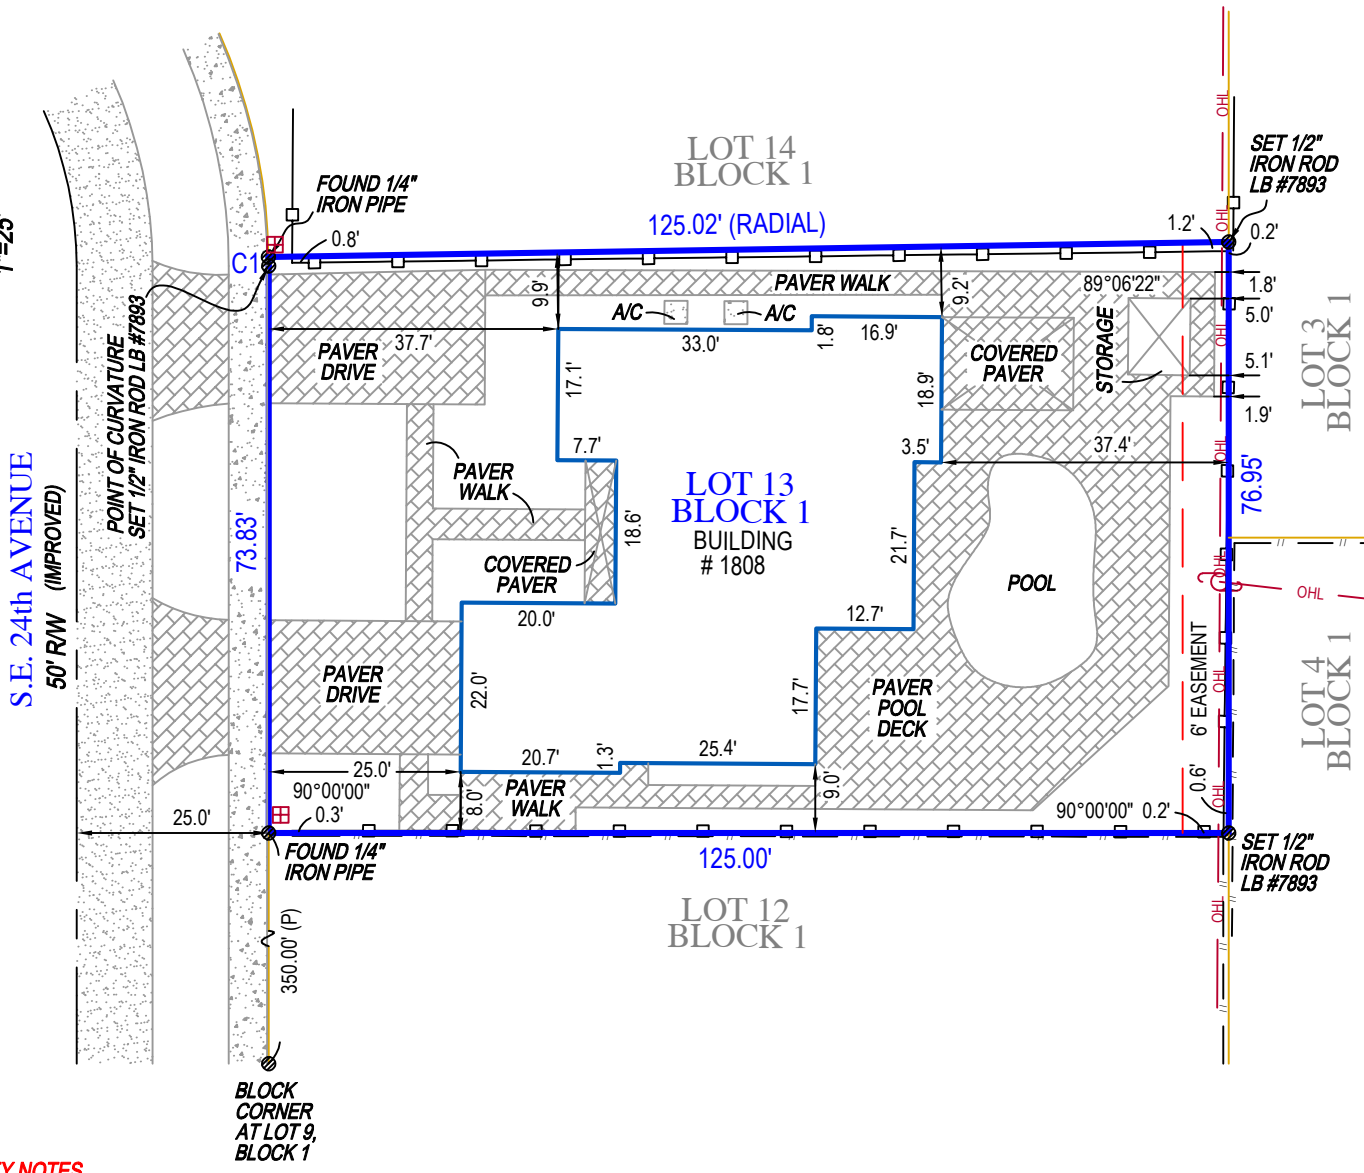 1"=25'
LOT 14
BLOCK 1
SET 1/2"
IRON ROD
LB #7893
FOUND 1/4"
IRON PIPE
125.02' (RADIAL)
0.8'
1.2'
0.2'
C1
PAVER WALK
89°06'22"
1.8'
9.9'
9.2'
A/C
A/C
5.0'
37.7'
33.0'
1.8'
16.9'
PAVER
DRIVE
COVERED
PAVER
STORAGE
5.1'
1.9'
LOT 3
BLOCK 1
POINT OF CURVATURE
SET 1/2" IRON ROD LB #7893
17.1'
18.9'
7.7'
3.5'
37.4'
PAVER
WALK
LOT 13
BLOCK 1
BUILDING
# 1808
76.95'
S.E. 24th AVENUE
50' R/W (IMPROVED)
73.83'
18.6'
21.7'
COVERED
PAVER
POOL
20.0'
12.7'
OHL
OHL
OHL
OHL
OHL
OHL
OHL
OHL
OHL
PAVER
DRIVE
22.0'
17.7'
PAVER
POOL
DECK
6' EASEMENT
LOT 4
BLOCK 1
20.7'
1.3'
25.4'
25.0'
90°00'00"
0.3'
8.0'
PAVER
WALK
9.0'
90°00'00"
0.2'
0.6'
25.0'
FOUND 1/4"
IRON PIPE
125.00'
SET 1/2"
IRON ROD
LB #7893
LOT 12
BLOCK 1
350.00' (P)
BLOCK
CORNER
AT LOT 9,
BLOCK 1
NOTES